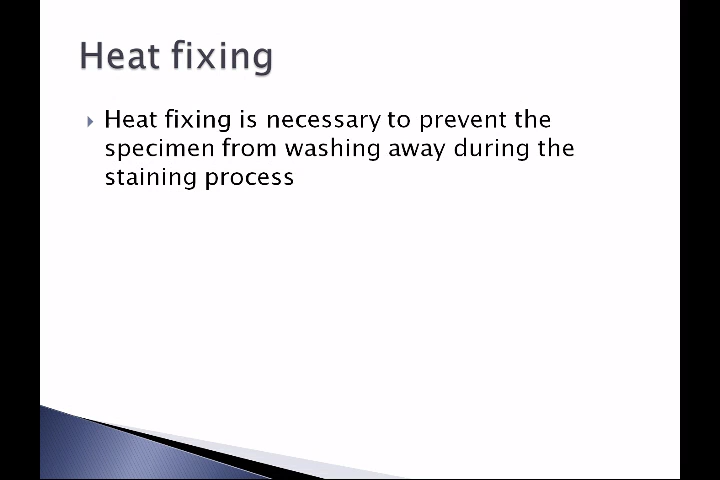 Heat fixing
Heat fixing is necessary to prevent the
specimen from washing away during the
staining process